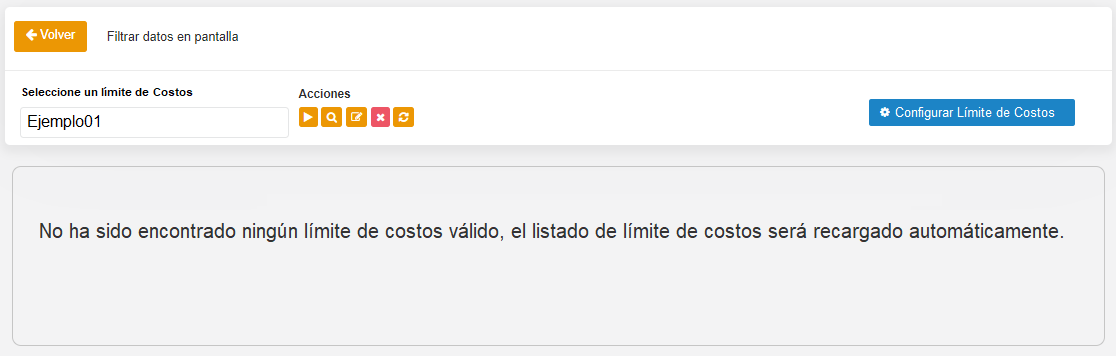 Volver
Filtrar datos en pantalla
Seleccione un límite de Costos
Acciones
Ejemplo01
Configurar Límite de Costos
No ha sido encontrado ningún límite de costos válido, el listado de límite de costos será recargado automáticamente.